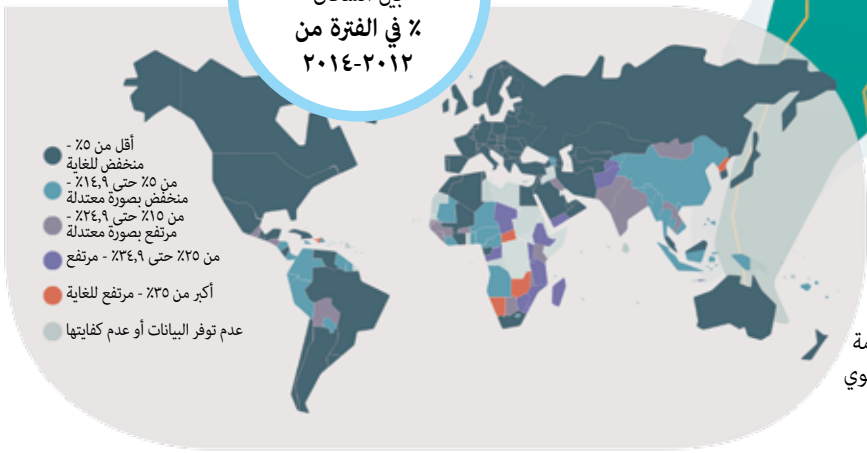 بين السكان
٪ في الفترة من
٢٠١٢-٢٠١٤
أقل من ٥٪ -
منخفض للغاية
من ٥٪ حتى ١٤,٩٪ -
منخفض بصورة معتدلة
من ١٥٪ حتى ٢٤,٩٪ -
مرتفع بصورة معتدلة
من ٢٥٪ حتى ٣٤,٩٪ - مرتفع
أكبر من ٣٥٪ - مرتفع للغاية
عدم توفر البيانات أو عدم كفايتها